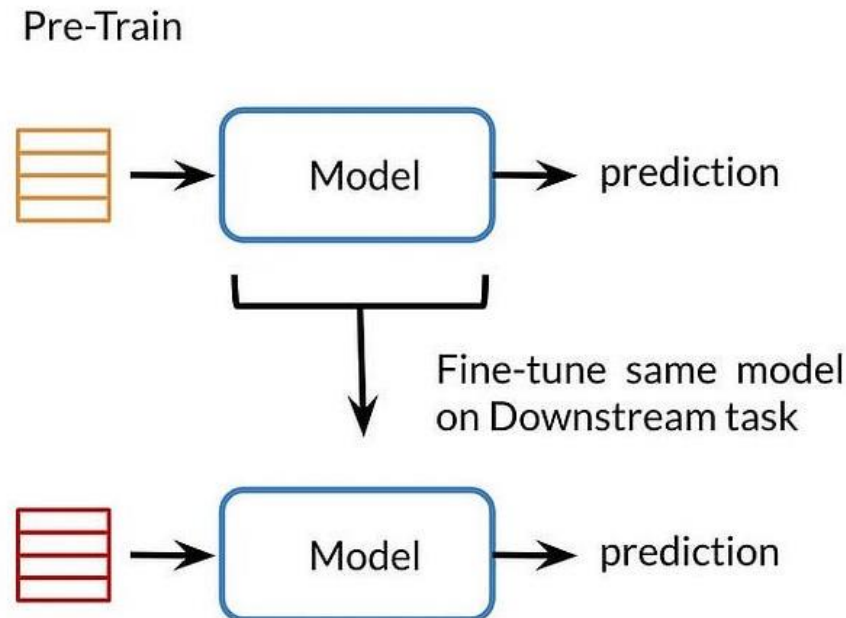 Pre-Train
Model
prediction
Fine-tune same model
on Downstream task
Model
prediction